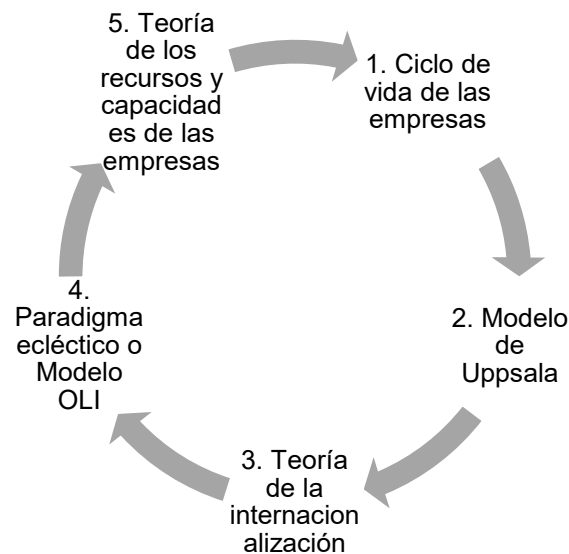 1. Ciclo de
vida de las
empresas
2. Modelo
de
Uppsala
3. Teoría
de la
internacion
alización
4.
Paradigma
ecléctico o
Modelo
OLI
5. Teoría
de los
recursos y
capacidad
es de las
empresas